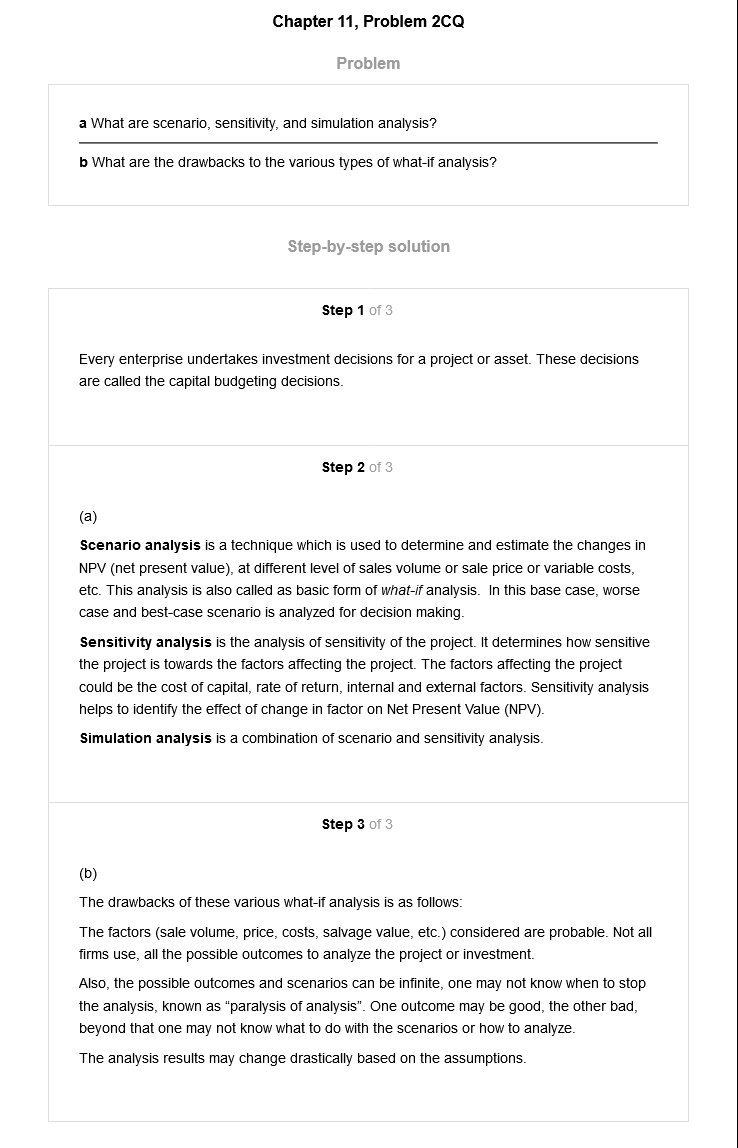 Chapter 11, Problem 2CQ
Problem
a What are scenario, sensitivity, and simulation analysis?
b What are the drawbacks to the various types of what-if analysis?
Step-by-step solution
Step 1 of 3
Every enterprise undertakes investment decisions for a project or asset. These decisions
are called the capital budgeting decisions.
Step 2 of 3
(a)
Scenario analysis is a technique which is used to determine and estimate the changes in
NPV (net present value), at different level of sales volume or sale price or variable costs,
etc. This analysis is also called as basic form of what-if analysis.  In this base case, worse
case and best-case scenario is analyzed for decision making.
Sensitivity analysis is the analysis of sensitivity of the project. It determines how sensitive
the project is towards the factors affecting the project. The factors affecting the project
could be the cost of capital, rate of return, internal and external factors. Sensitivity analysis
helps to identify the effect of change in factor on Net Present Value (NPV).
Simulation analysis is a combination of scenario and sensitivity analysis.
Step 3 of 3
(b)
The drawbacks of these various what-if analysis is as follows:
The factors (sale volume, price, costs, salvage value, etc.) considered are probable. Not all
firms use, all the possible outcomes to analyze the project or investment.
Also, the possible outcomes and scenarios can be infinite, one may not know when to stop
the analysis, known as “paralysis of analysis”. One outcome may be good, the other bad,
beyond that one may not know what to do with the scenarios or how to analyze.
The analysis results may change drastically based on the assumptions.